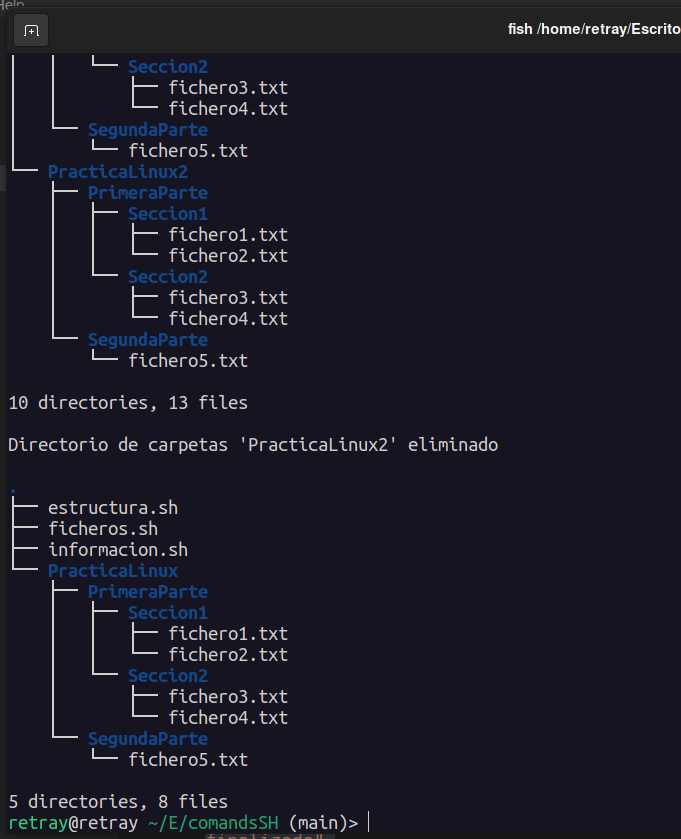 Help
fish /home/retray/Escrito
Seccion2
fichero3.txt
fichero4.txt
SegundaParte
fichero5.txt
PracticaLinux2
PrimeraParte
Seccion1
fichero1.txt
fichero2.txt
Seccion2
fichero3.txt
fichero4.txt
SegundaParte
fichero5.txt
10 directories, 13 files
Directorio de carpetas 'PracticaLinux2' eliminado
.
estructura.sh
ficheros.sh
informacion.sh
PracticaLinux
PrimeraParte
Seccion1
fichero1.txt
fichero2.txt
Seccion2
fichero3.txt
fichero4.txt
SegundaParte
fichero5.txt
5 directories, 8 files
retray@retray ~/E/comandsSH (main)>